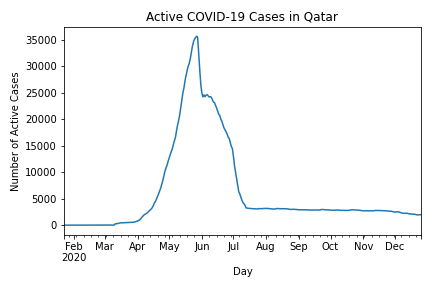 Active COVID-19 Cases in Qatar
35000
30000
25000
20000
15000
10000
5000
0
Number of Active Cases
Feb Mar Apr May Jun Jul Aug Sep Oct Nov Dec
2020
Day